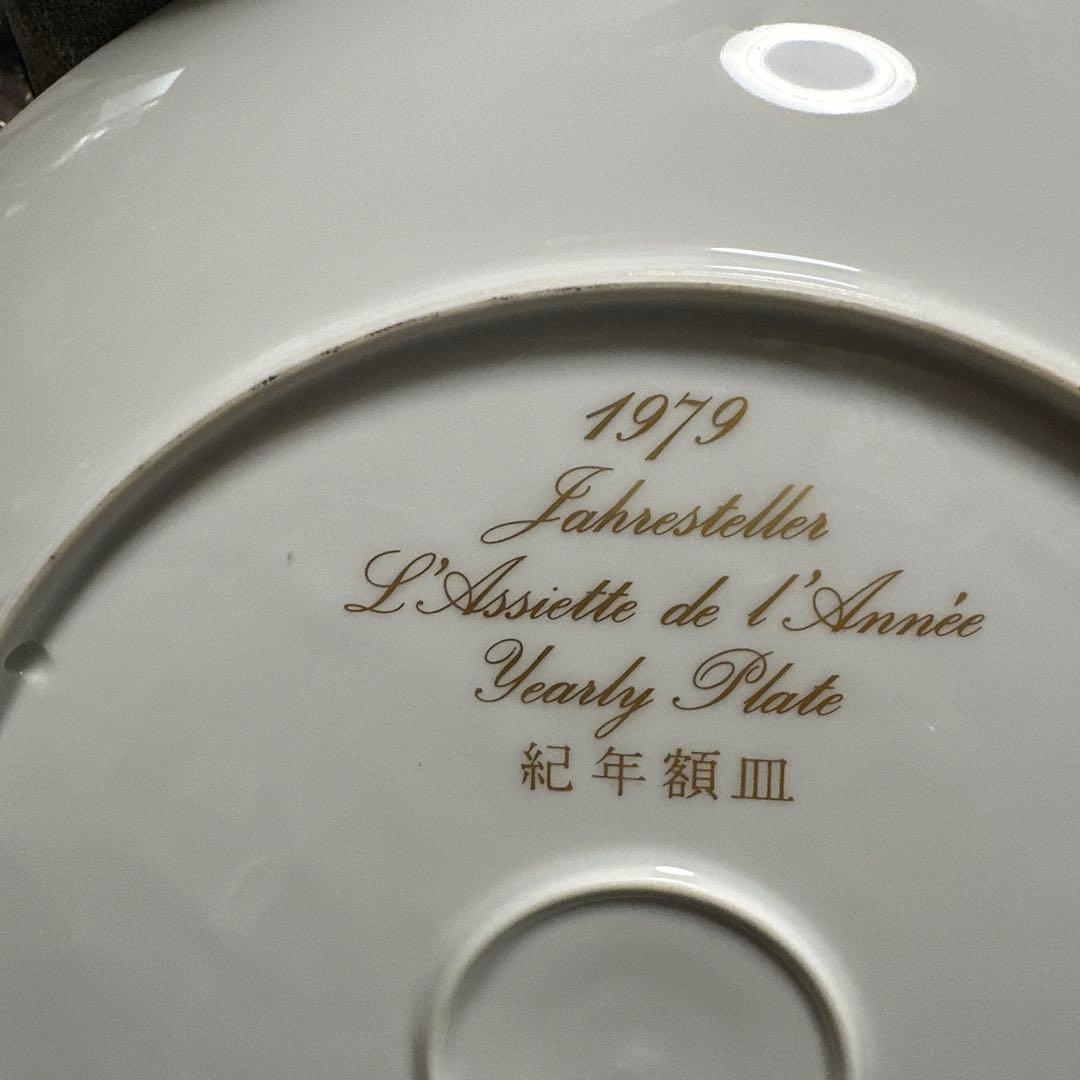 1979
Jahresteller
L'Assiette de l'Année
Yearly Plate
紀年額皿